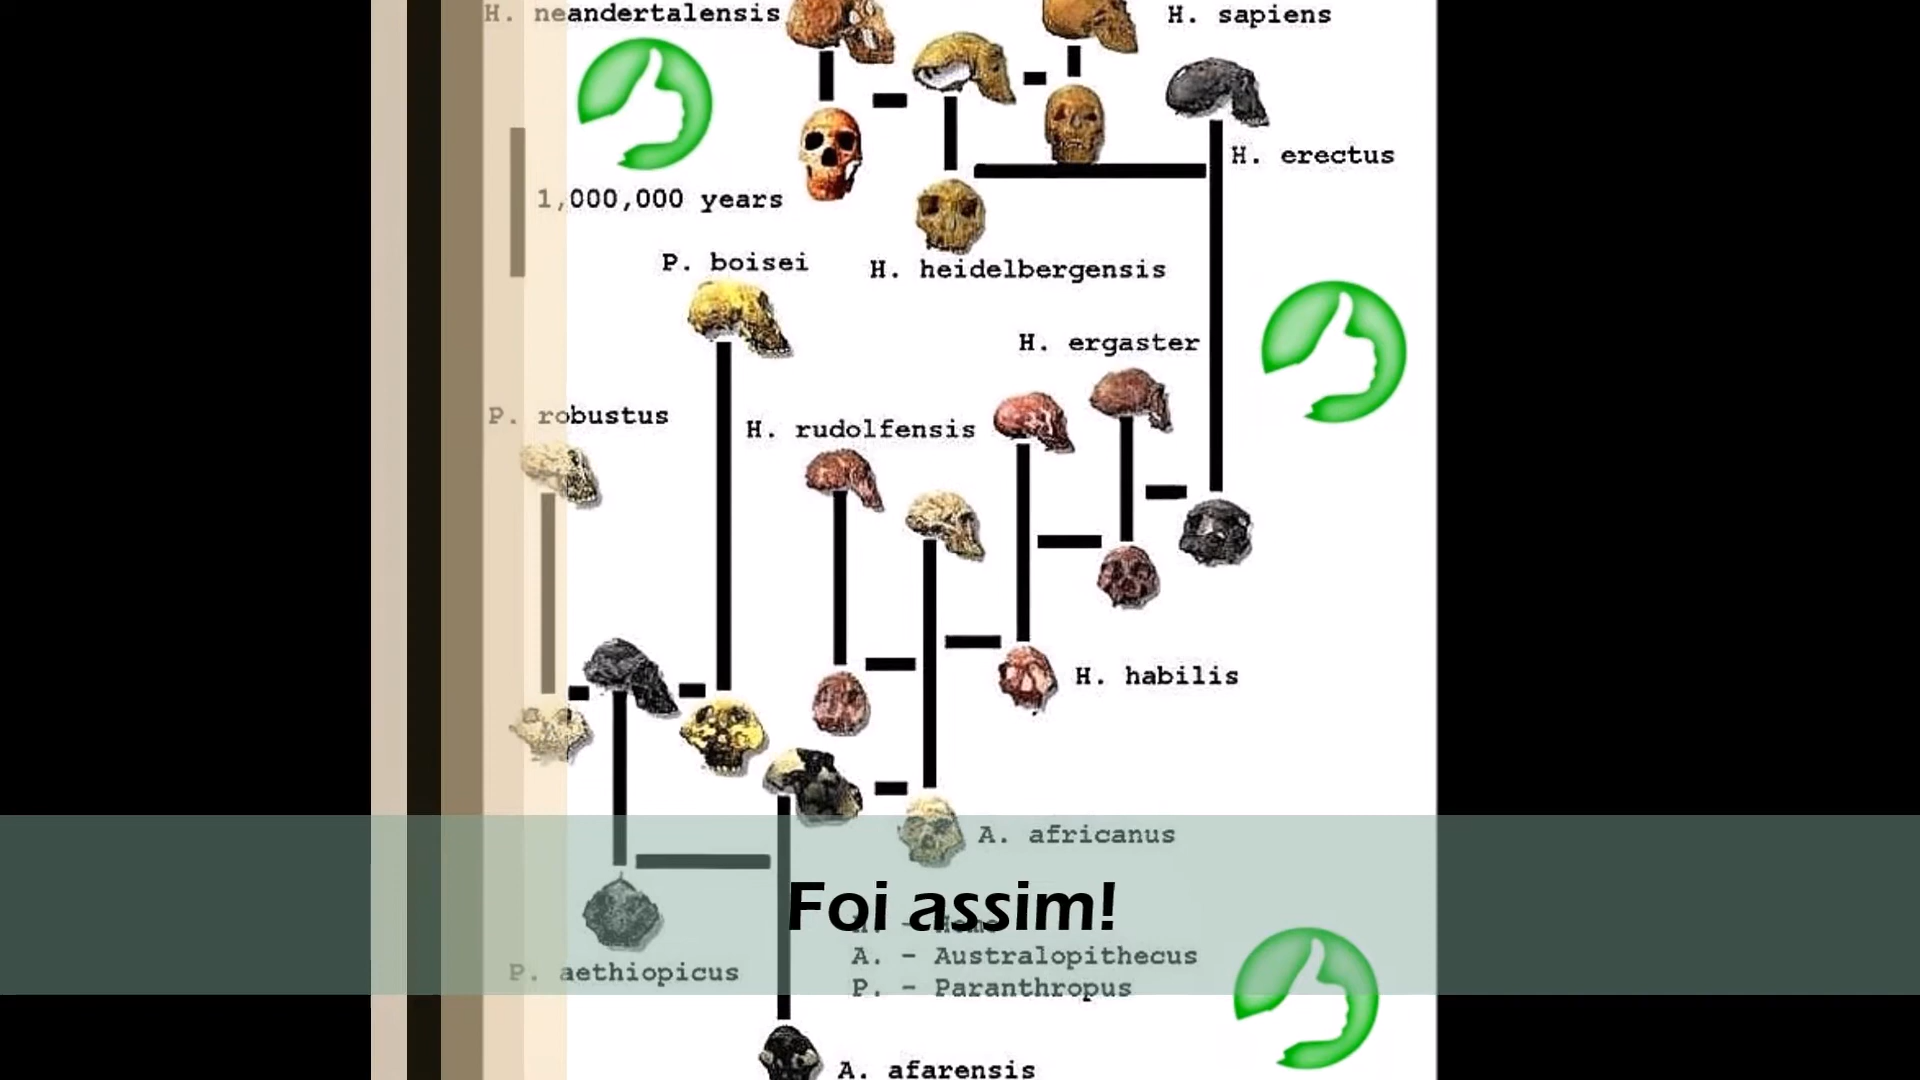 H. neandertalensis
H. sapiens
H. erectus
1,000,000 years
P. boisei
H. heidelbergensis
H. ergaster
P. robustus
H. rudolfensis
H. habilis
A. africanus
Foi assim!
H. - Homo
A. - Australopithecus
P. aethiopicus
P. - Paranthropus
A. afarensis